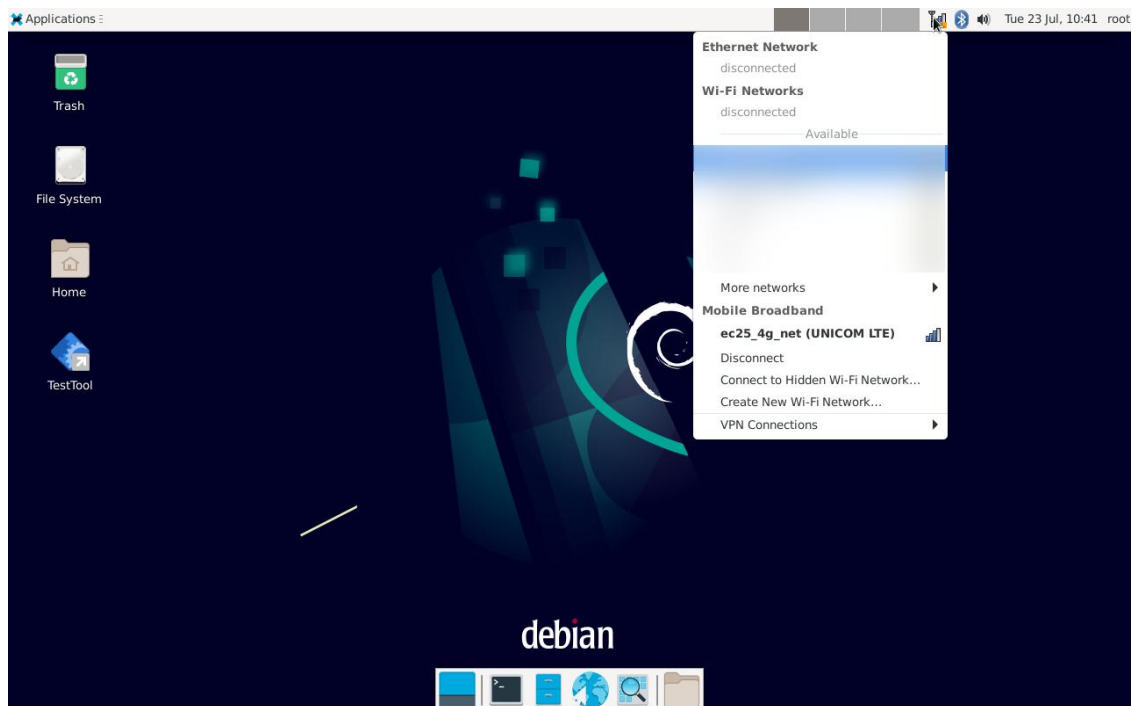 Applications
Tue 23 Jul, 10:41 root
Trash
File System
Home
TestTool
Ethernet Network
disconnected
Wi-Fi Networks
disconnected
Available
More networks
Mobile Broadband
ec25_4g_net (UNICOM LTE)
Disconnect
Connect to Hidden Wi-Fi Network...
Create New Wi-Fi Network...
VPN Connections
debian